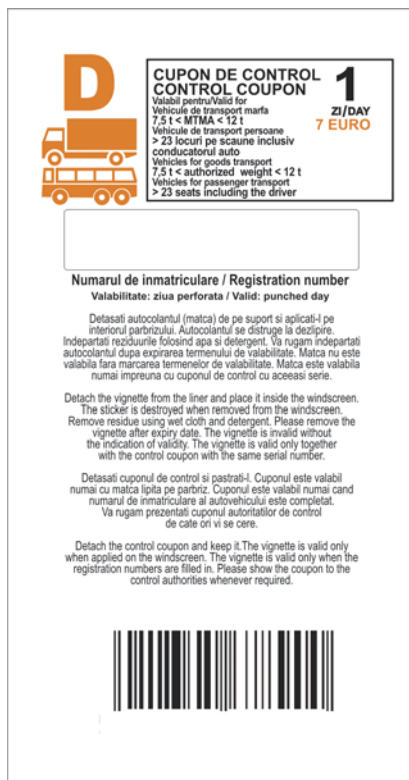 D
CUPON DE CONTROL
CONTROL COUPON
Valabil pentru/Valid for
Vehicule de transport marfa
7,5 t < MTMA < 12 t
Vehicule de transport persoane
> 23 locuri pe scaune inclusiv
conducatorul auto
Vehicles for goods transport
7,5 t < authorized weight < 12 t
Vehicles for passenger transport
> 23 seats including the driver
1
ZI/DAY
7 EURO
Numarul de inmatriculare / Registration number
Valabilitate: ziua perforata / Valid: punched day
Detasati autocolantul (matca) de pe suport si aplicati-l pe
interiorul parbrizului. Autocolantul se distruge la dezlipire.
Indepartati reziduurile folosind apa si detergent. Va rugam indepartati
autocolantul dupa expirarea termenului de valabilitate. Matca nu este
valabila fara marcarea termenelor de valabilitate. Matca este valabila
numai impreuna cu cuponul de control cu aceeasi serie.
Detach the vignette from the liner and place it inside the windscreen.
The sticker is destroyed when removed from the windscreen.
Remove residue using wet cloth and detergent. Please remove the
vignette after expiry date. The vignette is invalid without
the indication of validity. The vignette is valid only together
with the control coupon with the same serial number.
Detasati cuponul de control si pastrati-l. Cuponul este valabil
numai cu matca lipita pe parbriz. Cuponul este valabil numai cand
numarul de inmatriculare al autovehicului este completat.
Va rugam prezentati cuponul autoritatilor de control
de cate ori vi se cere.
Detach the control coupon and keep it.The vignette is valid only
when applied on the windscreen. The vignette is valid only when the
registration numbers are filled in. Please show the coupon to the
control authorities whenever required.